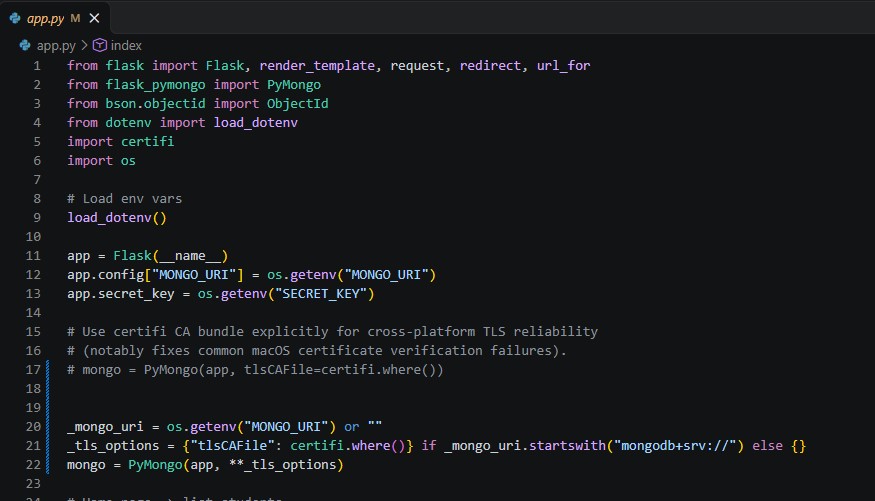 app.py M ×
app.py > index
1 from flask import Flask, render_template, request, redirect, url_for
2 from flask_pymongo import PyMongo
3 from bson.objectid import ObjectId
4 from dotenv import load_dotenv
5 import certifi
6 import os
7
8 # Load env vars
9 load_dotenv()
10
11 app = Flask(__name__)
12 app.config["MONGO_URI"] = os.getenv("MONGO_URI")
13 app.secret_key = os.getenv("SECRET_KEY")
14
15 # Use certifi CA bundle explicitly for cross-platform TLS reliability
16 # (notably fixes common macOS certificate verification failures).
17 # mongo = PyMongo(app, tlsCAFile=certifi.where())
18
19
20 _mongo_uri = os.getenv("MONGO_URI") or ""
21 _tls_options = {"tlsCAFile": certifi.where()} if _mongo_uri.startswith("mongodb+srv://") else {}
22 mongo = PyMongo(app, **_tls_options)
23